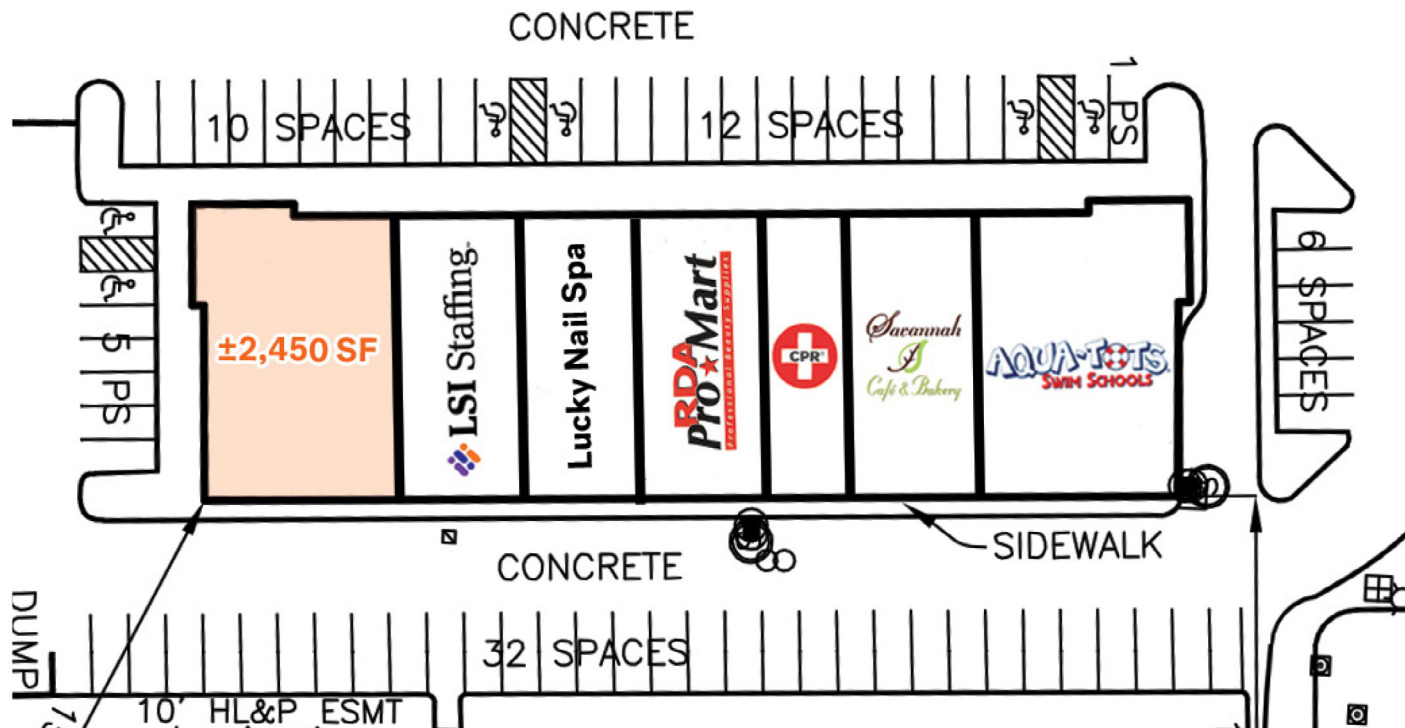 CONCRETE
10 SPACES
12 SPACES
1 PS
5 PS
±2,450 SF
LSI Staffing
Lucky Nail Spa
RDA
Pro★Mart
Professional Beauty Supplies
CPR
Savannah
Café & Bakery
AQUA-TOTS
SWIM SCHOOLS
6 SPACES
SIDEWALK
CONCRETE
DUMP
32 SPACES
10' HL&P ESMT